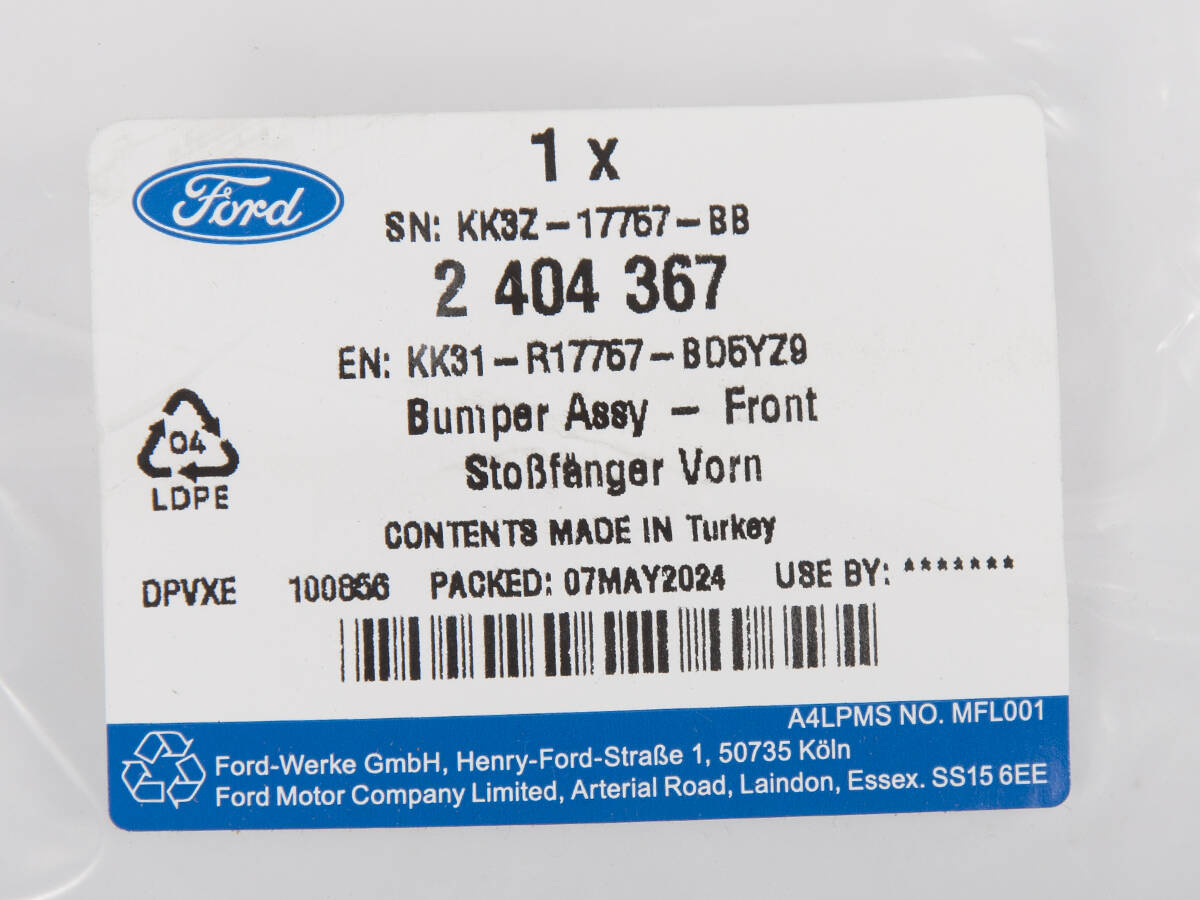 Ford
1 x
SN: KK3Z-17757-BB
2 404 367
EN: KK31-R17757-BD5YZ9
Bumper Assy - Front
Stoßfänger Vorn
04
LDPE
CONTENTS MADE IN Turkey
DPVXE 100856 PACKED: 07MAY2024 USE BY: *******
A4LPMS NO. MFL001
Ford-Werke GmbH, Henry-Ford-Straße 1, 50735 Köln
Ford Motor Company Limited, Arterial Road, Laindon, Essex. SS15 6EE